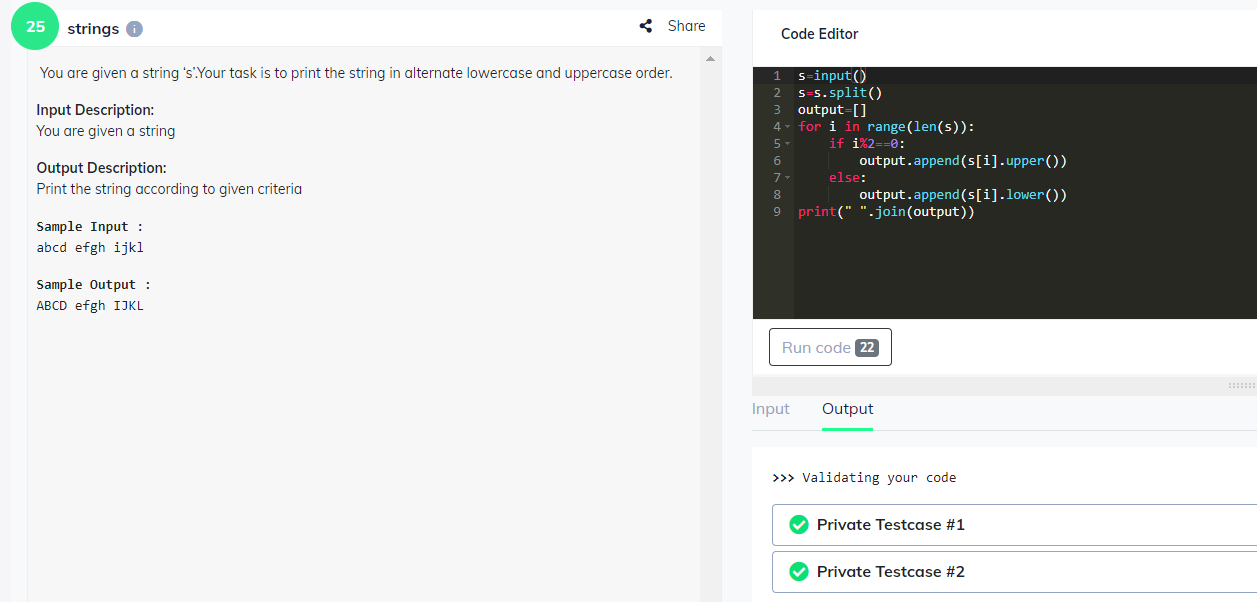 25
strings
Share
You are given a string ‘s’.Your task is to print the string in alternate lowercase and uppercase order.
Input Description:
You are given a string
Output Description:
Print the string according to given criteria
Sample Input :
abcd efgh ijkl
Sample Output :
ABCD efgh IJKL
Code Editor
1 s=input()
2 s=s.split()
3 output=[]
4 for i in range(len(s)):
5     if i%2==0:
6         output.append(s[i].upper())
7     else:
8         output.append(s[i].lower())
9 print(" ".join(output))
Run code 22
Input Output
>>> Validating your code
Private Testcase #1
Private Testcase #2